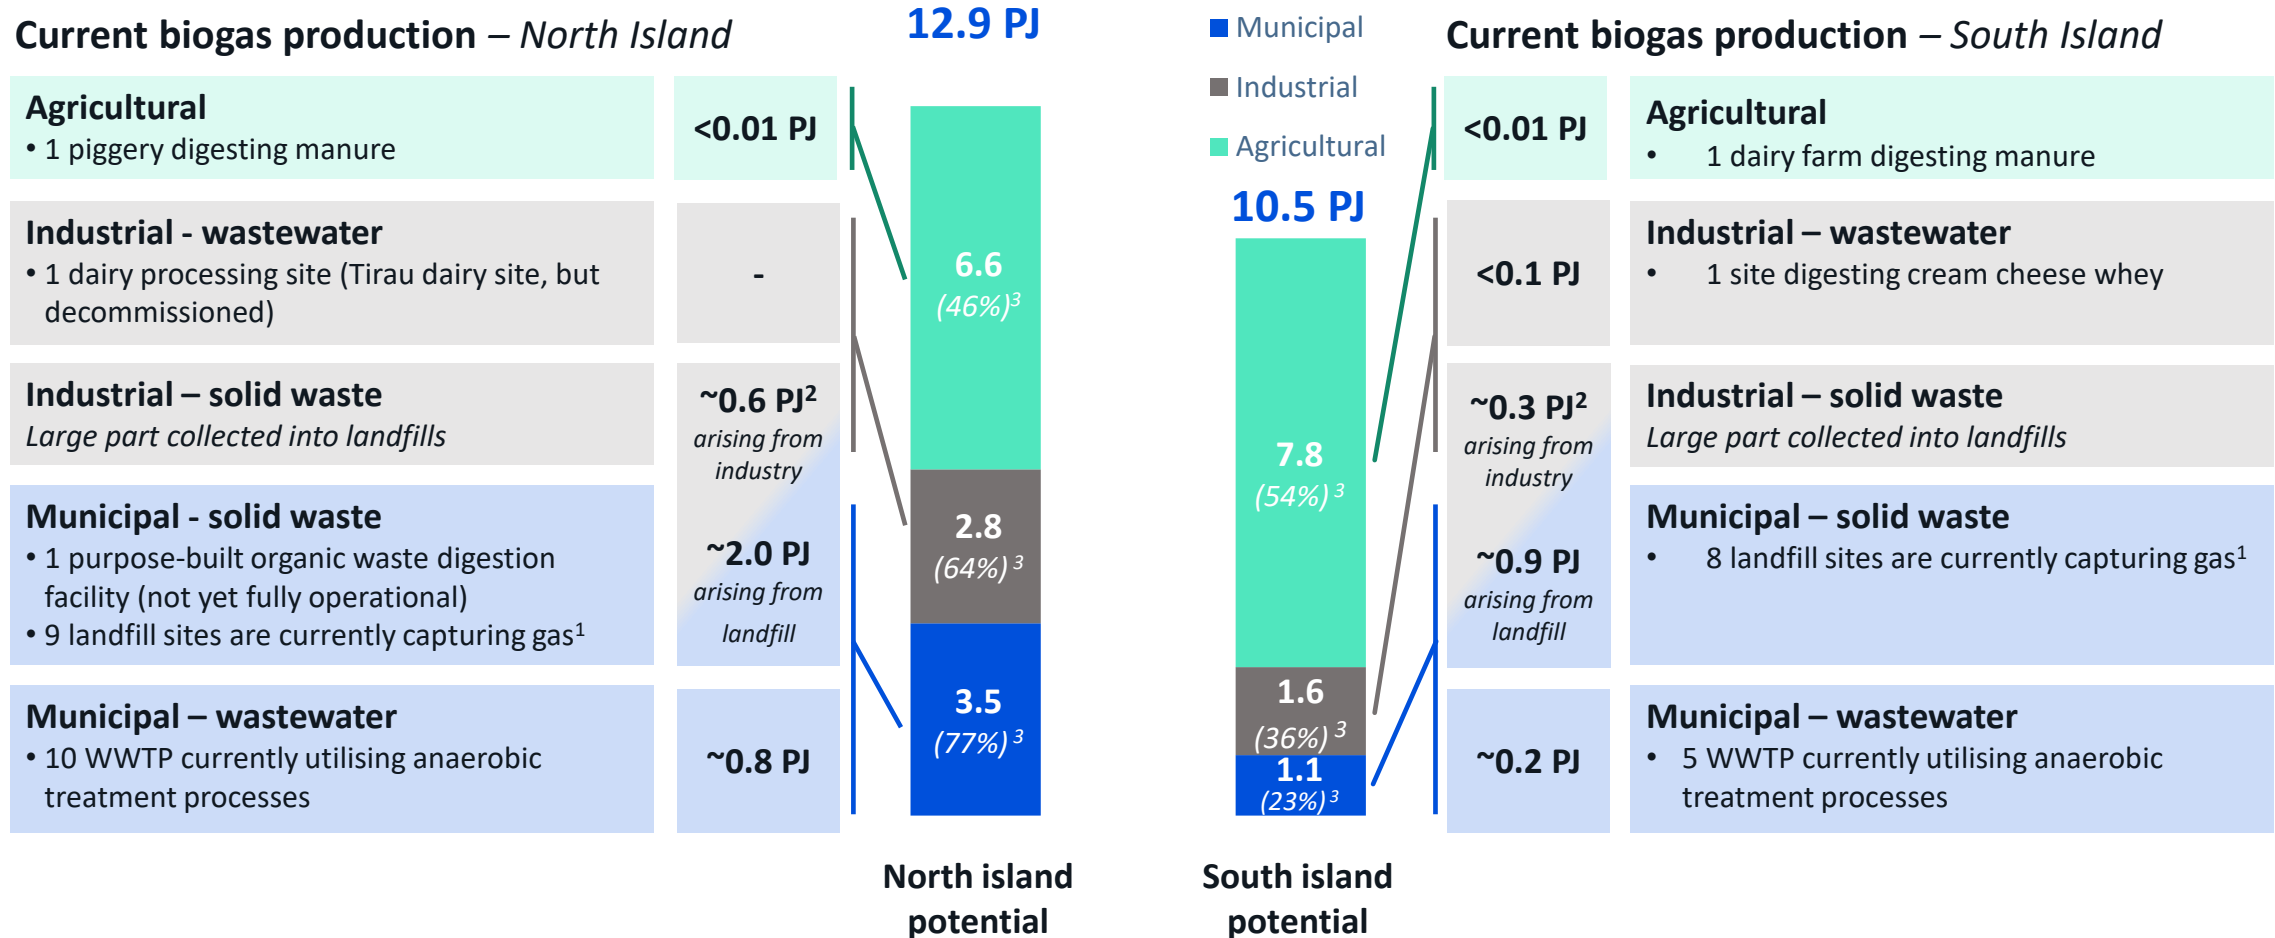 Current biogas production – North Island
Agricultural
• 1 piggery digesting manure
<0.01 PJ
Industrial - wastewater
• 1 dairy processing site (Tirau dairy site, but
decommissioned)
-
Industrial – solid waste
Large part collected into landfills
~0.6 PJ²
arising from
industry
Municipal - solid waste
• 1 purpose-built organic waste digestion
facility (not yet fully operational)
• 9 landfill sites are currently capturing gas¹
~2.0 PJ
arising from
landfill
Municipal – wastewater
• 10 WWTP currently utilising anaerobic
treatment processes
~0.8 PJ
12.9 PJ
6.6
(46%)³
2.8
(64%) ³
3.5
(77%) ³
North island
potential
Municipal
Industrial
Agricultural
10.5 PJ
7.8
(54%) ³
1.6
(36%) ³
1.1
(23%) ³
South island
potential
Current biogas production – South Island
<0.01 PJ
Agricultural
• 1 dairy farm digesting manure
<0.1 PJ
Industrial – wastewater
• 1 site digesting cream cheese whey
~0.3 PJ²
arising from
industry
Industrial – solid waste
Large part collected into landfills
~0.9 PJ
arising from
landfill
Municipal – solid waste
• 8 landfill sites are currently capturing gas¹
~0.2 PJ
Municipal – wastewater
• 5 WWTP currently utilising anaerobic
treatment processes